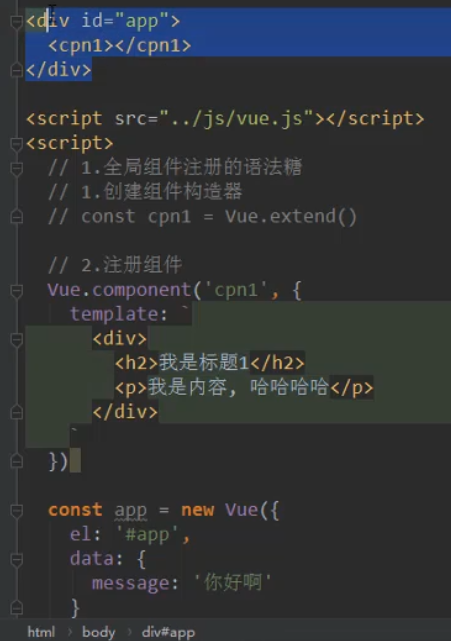 <div id="app">
<cpn1></cpn1>
</div>
<script src="../js/vue.js"></script>
<script>
// 1.全局组件注册的语法糖
// 1.创建组件构造器
// const cpn1 = Vue.extend()
// 2.注册组件
Vue.component('cpn1', {
template: `
<div>
<h2>我是标题1</h2>
<p>我是内容, 哈哈哈哈</p>
</div>
`
})
const app = new Vue({
el: '#app',
data: {
message: '你好啊'
}
html › body › div#app